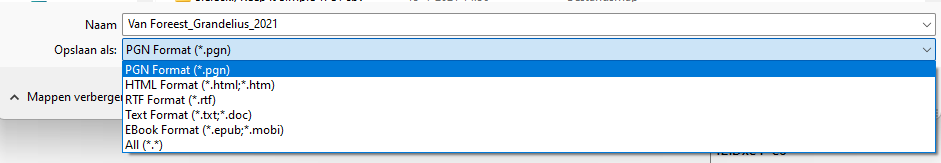 Naam
Van Foreest_Grandelius_2021
Opslaan als:
PGN Format (*.pgn)
PGN Format (*.pgn)
HTML Format (*.html;*.htm)
RTF Format (*.rtf)
Text Format (*.txt;*.doc)
EBook Format (*.epub;*.mobi)
All (*.*)
Mappen verberge